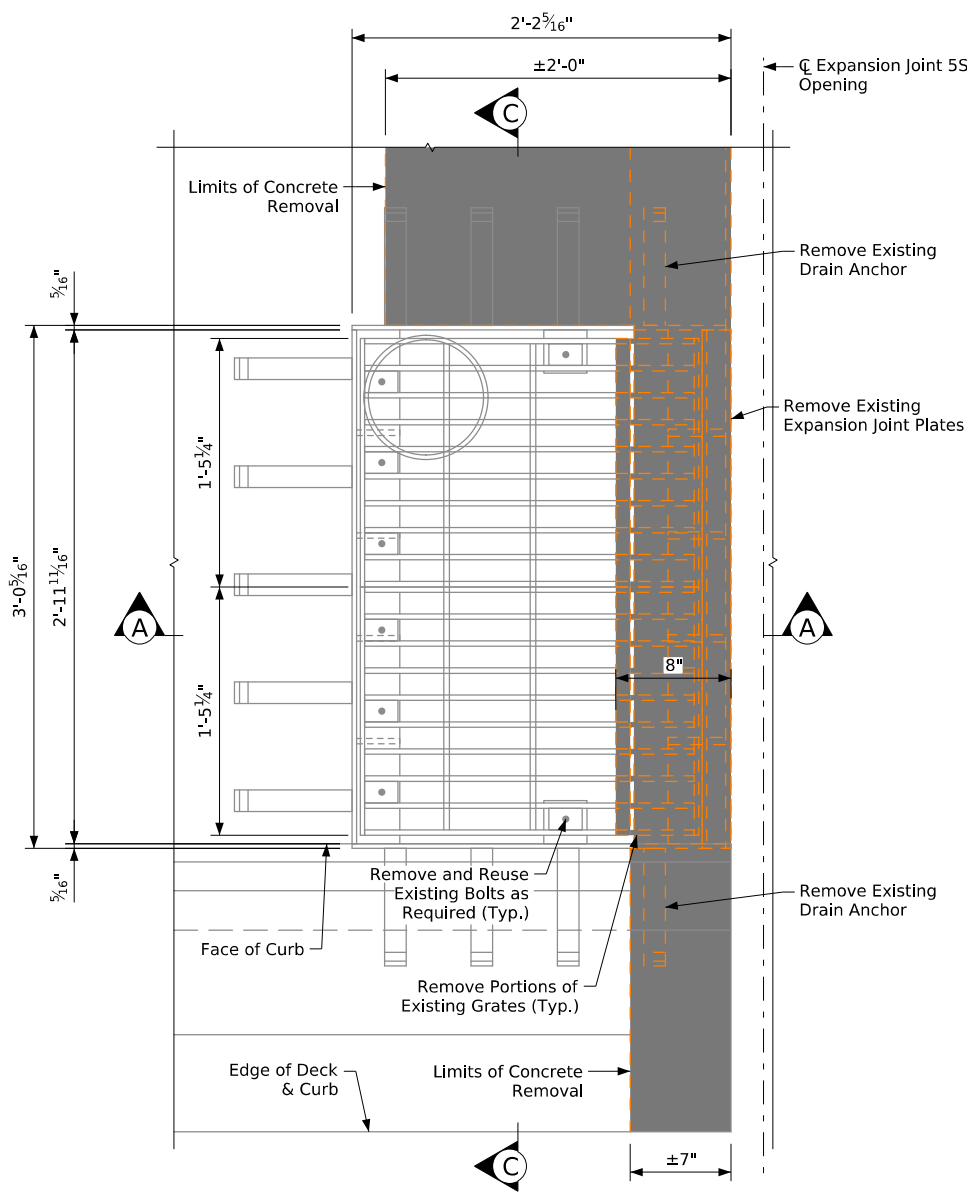 2'-2 5/16"
±2'-0"
℄ Expansion Joint 5S
Opening
C
Limits of Concrete
Removal
Remove Existing
Drain Anchor
5/16"
Remove Existing
Expansion Joint Plates
1'-5 1/4"
3'-0 5/16"
2'-11 11/16"
A
A
8"
1'-5 1/4"
5/16"
Remove and Reuse
Existing Bolts as
Required (Typ.)
Remove Existing
Drain Anchor
Face of Curb
Remove Portions of
Existing Grates (Typ.)
Edge of Deck
& Curb
Limits of Concrete
Removal
C
±7"